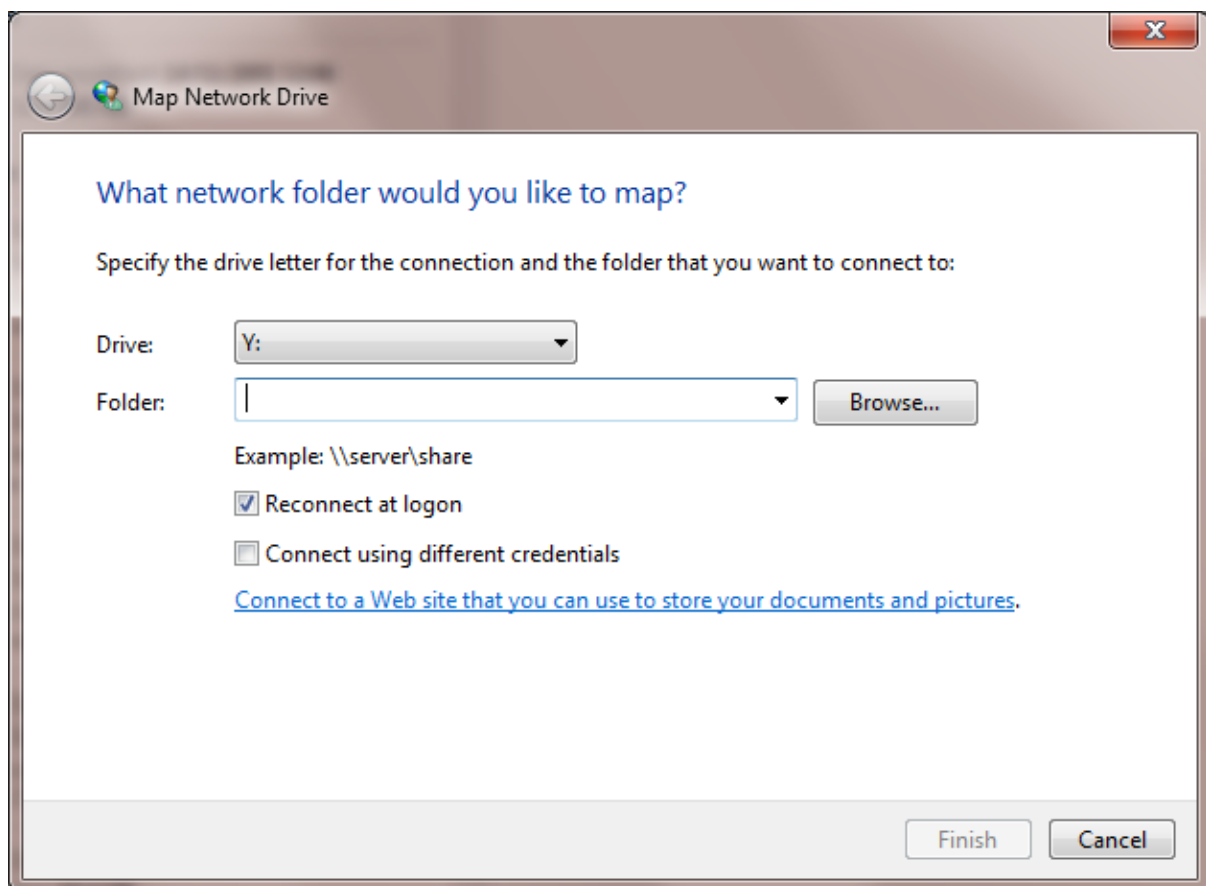 Map Network Drive
What network folder would you like to map?
Specify the drive letter for the connection and the folder that you want to connect to:
Drive: Y:
Folder: Browse...
Example: \\server\share
Reconnect at logon
Connect using different credentials
Connect to a Web site that you can use to store your documents and pictures.
Finish Cancel